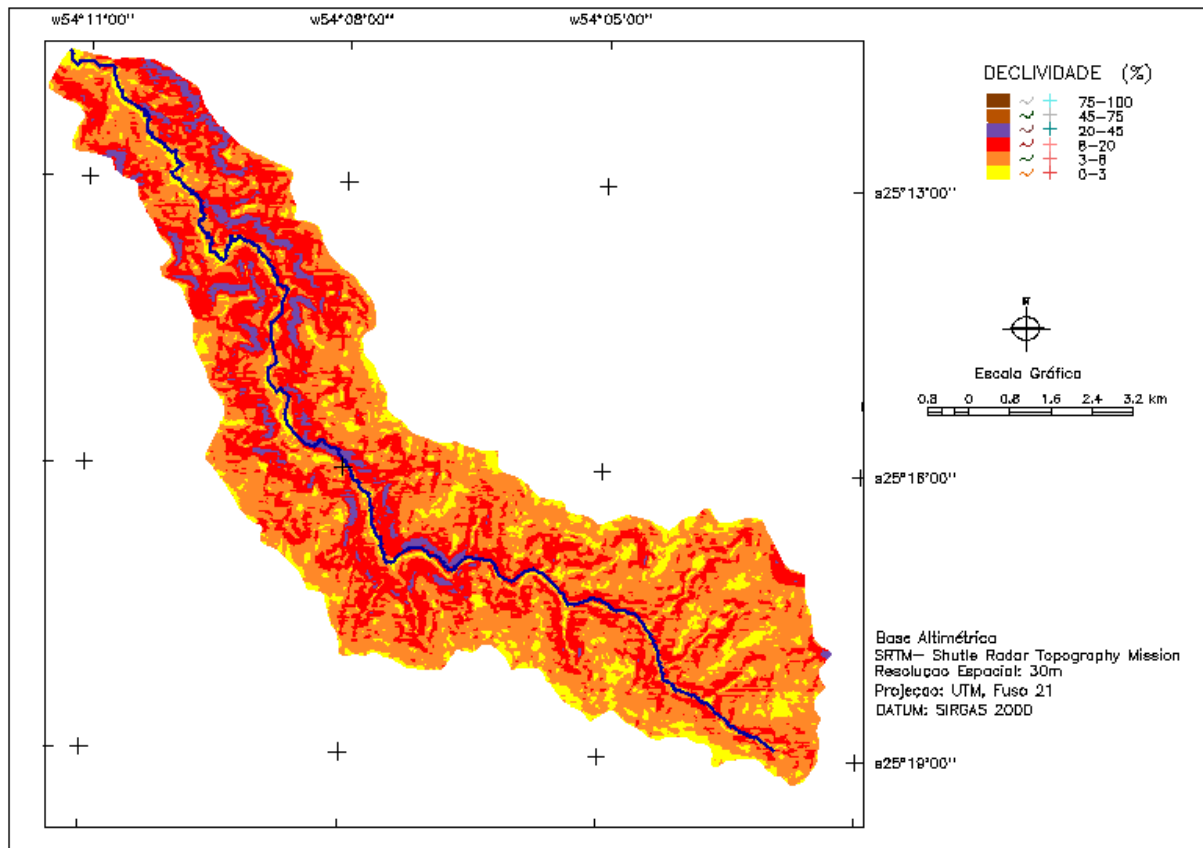 w54°11'00'' w54°08'00'' w54°05'00''
DECLIVIDADE (%)
75-100
45-75
20-45
8-20
3-8
0-3
s25°13'00''
N
Escala Gráfica
0.8 0 0.8 1.6 2.4 3.2 km
s25°16'00''
Base Altimétrica
SRTM- Shutle Radar Topography Mission
Resoluçao Espacial: 30m
Projeçao: UTM, Fuso 21
DATUM: SIRGAS 2000
s25°19'00''